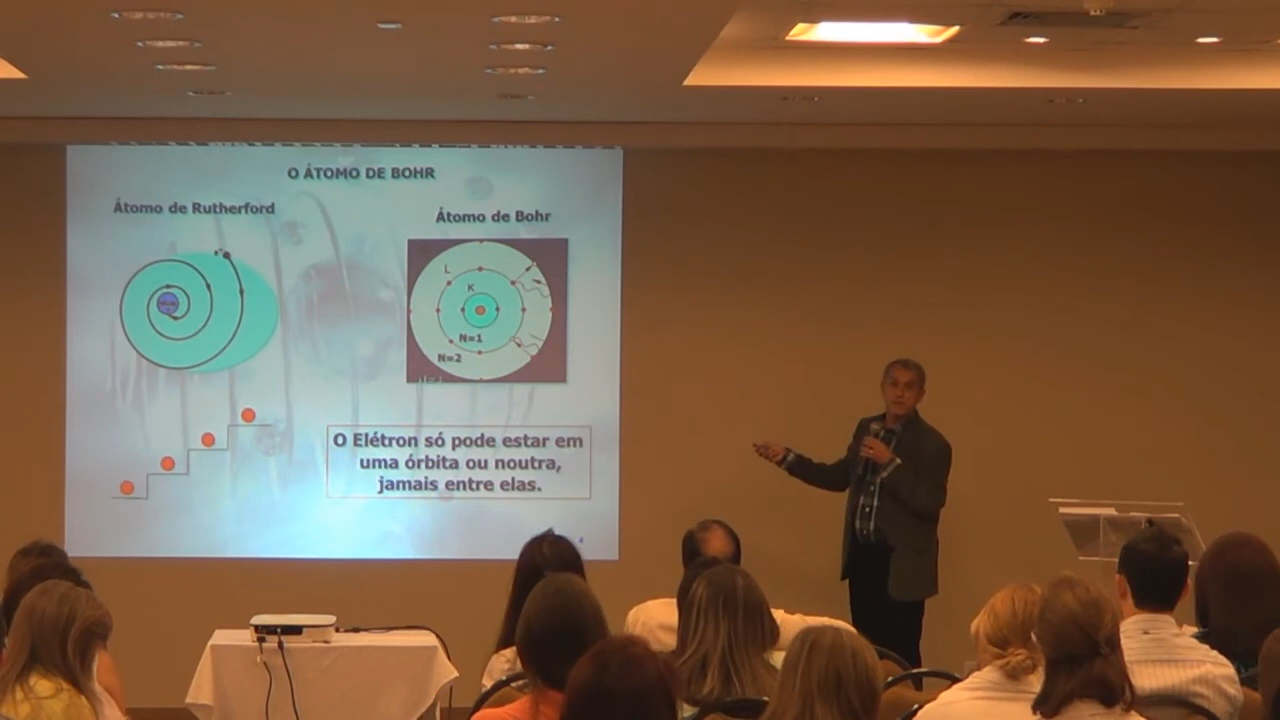 O ÁTOMO DE BOHR
Átomo de Rutherford
Átomo de Bohr
L
K
N=1
N=2
O Elétron só pode estar em
uma órbita ou noutra,
jamais entre elas.
4